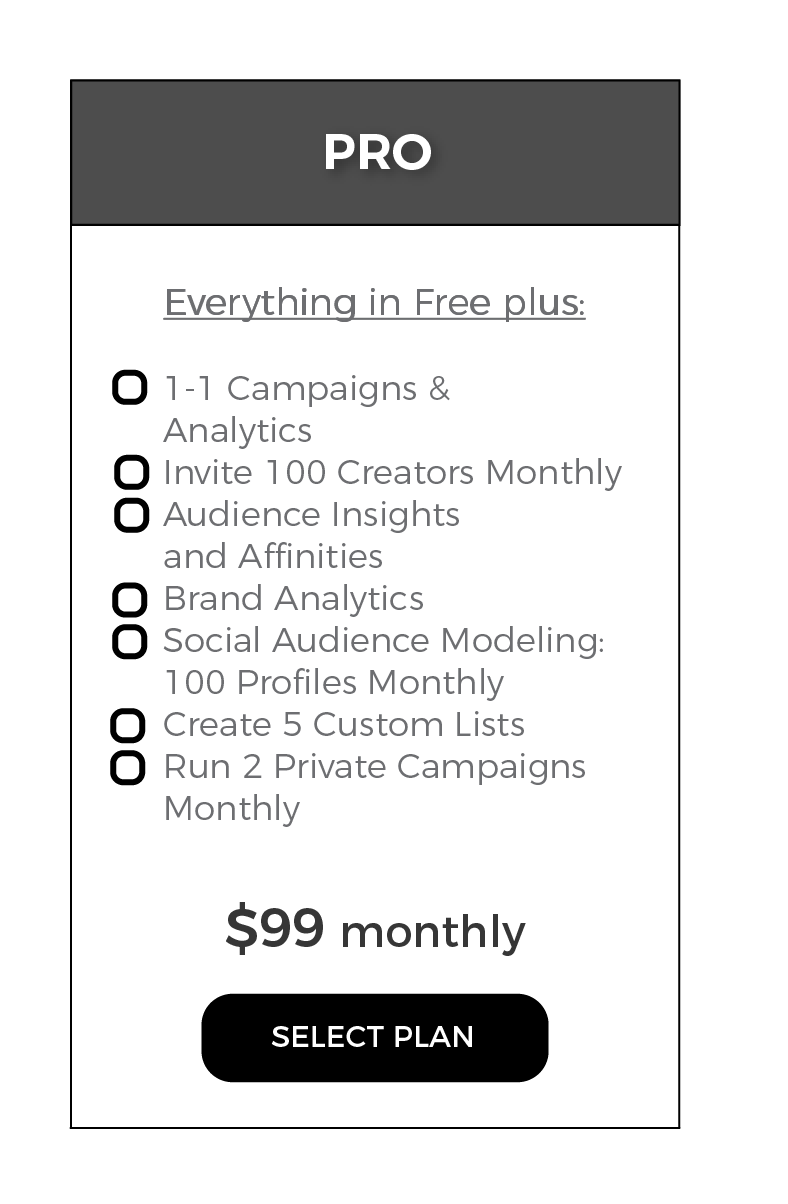 PRO
Everything in Free plus:
1-1 Campaigns &
Analytics
Invite 100 Creators Monthly
Audience Insights
and Affinities
Brand Analytics
Social Audience Modeling:
100 Profiles Monthly
Create 5 Custom Lists
Run 2 Private Campaigns
Monthly
$99 monthly
SELECT PLAN